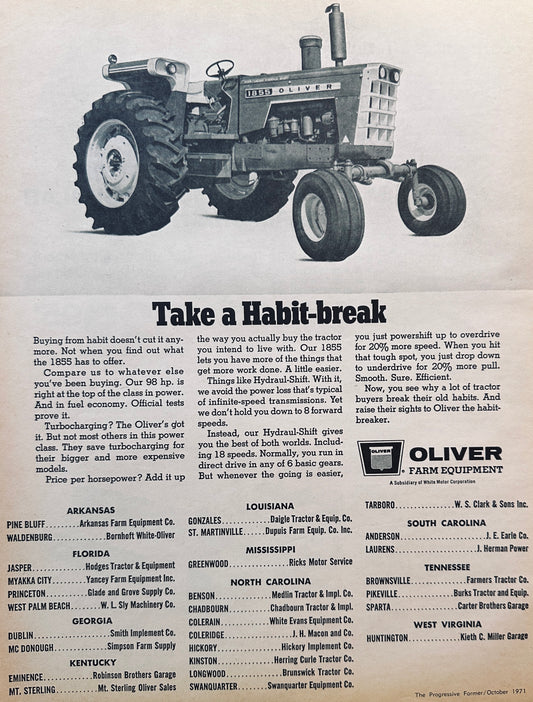 1855 OLIVER
Take a Habit-break
Buying from habit doesn't cut it any-
more. Not when you find out what
the 1855 has to offer.
Compare us to whatever else
you've been buying. Our 98 hp. is
right at the top of the class in power.
And in fuel economy. Official tests
prove it.
Turbocharging? The Oliver's got
it. But not most others in this power
class. They save turbocharging for
their bigger and more expensive
models.
Price per horsepower? Add it up
the way you actually buy the tractor
you intend to live with. Our 1855
lets you have more of the things that
get more work done. A little easier.
Things like Hydraul-Shift. With it,
we avoid the power loss that's typical
of infinite-speed transmissions. Yet
we don't hold you down to 8 forward
speeds.
Instead, our Hydraul-Shift gives
you the best of both worlds. Includ-
ing 18 speeds. Normally, you run in
direct drive in any of 6 basic gears.
But whenever the going is easier,
you just powershift up to overdrive
for 20% more speed. When you hit
that tough spot, you just drop down
to underdrive for 20% more pull.
Smooth. Sure. Efficient.
Now, you see why a lot of tractor
buyers break their old habits. And
raise their sights to Oliver the habit-
breaker.
OLIVER
OLIVER
FARM EQUIPMENT
A Subsidiary of White Motor Corporation
ARKANSAS
PINE BLUFF..........Arkansas Farm Equipment Co.
WALDENBURG..............Bornhoft White-Oliver
FLORIDA
JASPER............Hodges Tractor & Equipment
MYAKKA CITY.......Yancey Farm Equipment Inc.
PRINCETON..........Glade and Grove Supply Co.
WEST PALM BEACH......W. L. Sly Machinery Co.
GEORGIA
DUBLIN..................Smith Implement Co.
MC DONOUGH...........Simpson Farm Supply
KENTUCKY
EMINENCE............Robinson Brothers Garage
MT. STERLING..........Mt. Sterling Oliver Sales
LOUISIANA
GONZALES...........Daigle Tractor & Equip. Co.
ST. MARTINVILLE....Dupuis Farm Equip. Co. Inc.
MISSISSIPPI
GREENWOOD..............Ricks Motor Service
NORTH CAROLINA
BENSON............Medlin Tractor & Impl. Co.
CHADBOURN........Chadbourn Tractor & Impl.
COLERAIN...........White Evans Equipment Co.
COLERIDGE................J. H. Macon and Co.
HICKORY.................Hickory Implement Co.
KINSTON............Herring Curle Tractor Co.
LONGWOOD..............Brunswick Tractor Co.
SWANQUARTER.......Swanquarter Equipment Co.
TARBORO..............W. S. Clark & Sons Inc.
SOUTH CAROLINA
ANDERSON....................J. E. Earle Co.
LAURENS....................J. Herman Power
TENNESSEE
BROWNSVILLE..............Farmers Tractor Co.
PIKEVILLE..............Burks Tractor and Equip.
SPARTA................Carter Brothers Garage
WEST VIRGINIA
HUNTINGTON............Kieth C. Miller Garage
The Progressive Farmer/October 1971